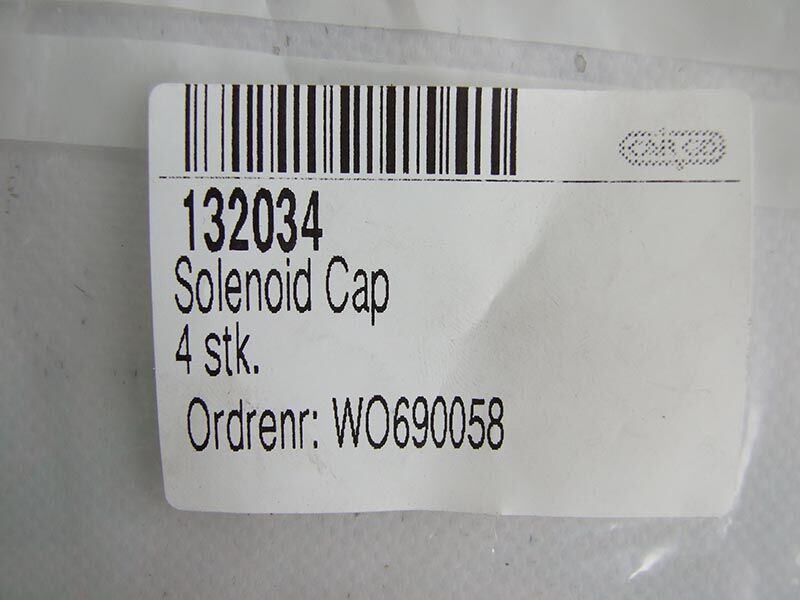 132034
Solenoid Cap
4 stk.
Ordrenr: WO690058